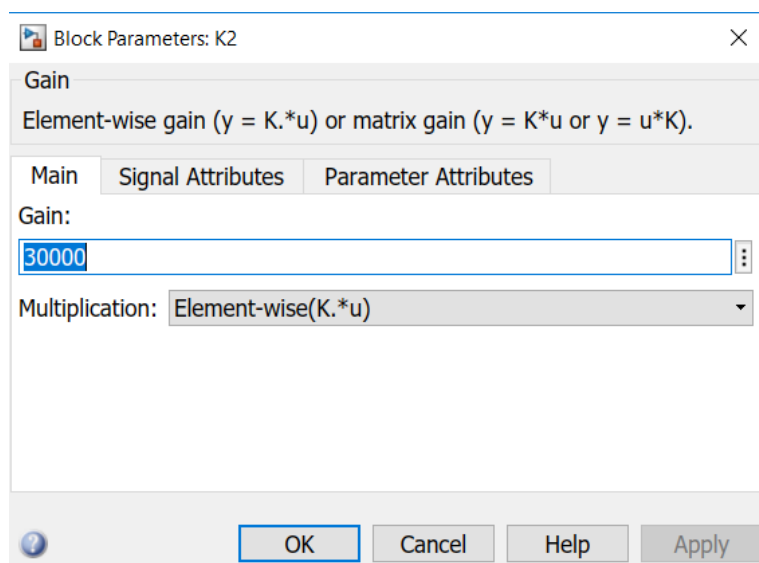 Block Parameters: K2
Gain
Element-wise gain (y = K.*u) or matrix gain (y = K*u or y = u*K).
Main Signal Attributes Parameter Attributes
Gain:
30000
Multiplication: Element-wise(K.*u)
OK Cancel Help Apply